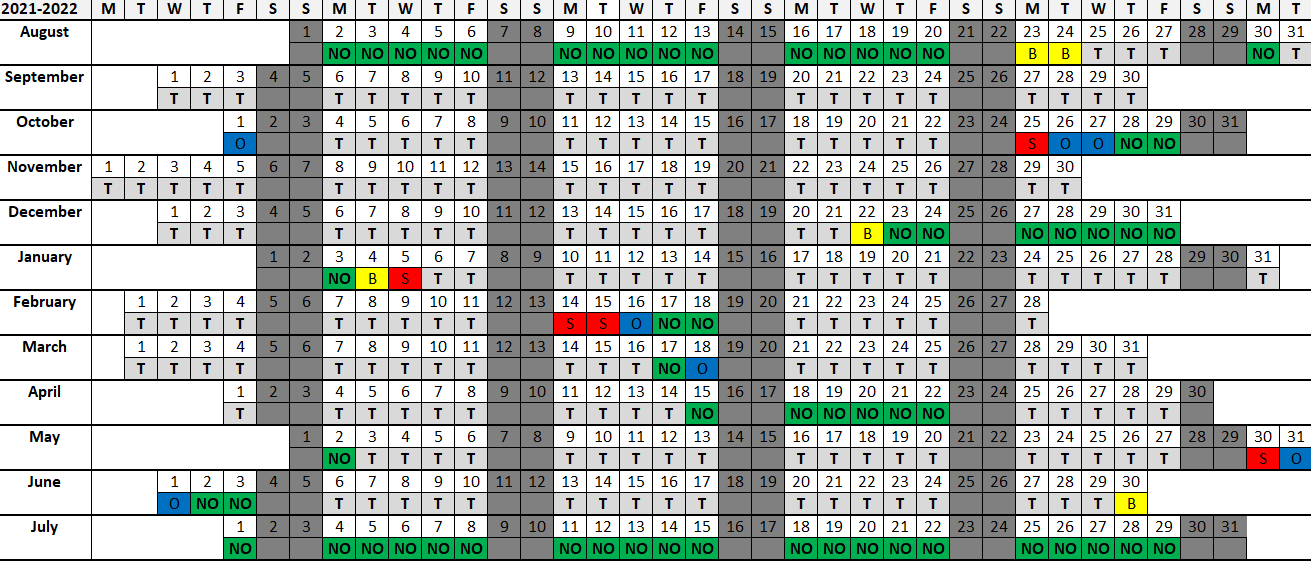 2021-2022 M T W T F S S M T W T F S S M T W T F S S M T W T F S S M T W T F S S M T
August 1 2 3 4 5 6 7 8 9 10 11 12 13 14 15 16 17 18 19 20 21 22 23 24 25 26 27 28 29 30 31
NO NO NO NO NO NO NO NO NO NO NO NO NO NO NO B B T T T NO T
September 1 2 3 4 5 6 7 8 9 10 11 12 13 14 15 16 17 18 19 20 21 22 23 24 25 26 27 28 29 30
T T T T T T T T T T T T T T T T T T T T T T
October 1 2 3 4 5 6 7 8 9 10 11 12 13 14 15 16 17 18 19 20 21 22 23 24 25 26 27 28 29 30 31
O T T T T T T T T T T T T T T T S O O NO NO
November 1 2 3 4 5 6 7 8 9 10 11 12 13 14 15 16 17 18 19 20 21 22 23 24 25 26 27 28 29 30
T T T T T T T T T T T T T T T T T T T T T T
December 1 2 3 4 5 6 7 8 9 10 11 12 13 14 15 16 17 18 19 20 21 22 23 24 25 26 27 28 29 30 31
T T T T T T T T T T T T T T T B NO NO NO NO NO NO NO
January 1 2 3 4 5 6 7 8 9 10 11 12 13 14 15 16 17 18 19 20 21 22 23 24 25 26 27 28 29 30 31
NO B S T T T T T T T T T T T T T T T T T T
February 1 2 3 4 5 6 7 8 9 10 11 12 13 14 15 16 17 18 19 20 21 22 23 24 25 26 27 28
T T T T T T T T T S S O NO NO T T T T T T
March 1 2 3 4 5 6 7 8 9 10 11 12 13 14 15 16 17 18 19 20 21 22 23 24 25 26 27 28 29 30 31
T T T T T T T T T T T T NO O T T T T T T T T T
April 1 2 3 4 5 6 7 8 9 10 11 12 13 14 15 16 17 18 19 20 21 22 23 24 25 26 27 28 29 30
T T T T T T T T T T NO NO NO NO NO NO T T T T T
May 1 2 3 4 5 6 7 8 9 10 11 12 13 14 15 16 17 18 19 20 21 22 23 24 25 26 27 28 29 30 31
NO T T T T T T T T T T T T T T T T T T T S O
June 1 2 3 4 5 6 7 8 9 10 11 12 13 14 15 16 17 18 19 20 21 22 23 24 25 26 27 28 29 30
O NO NO T T T T T T T T T T T T T T T T T T B
July 1 2 3 4 5 6 7 8 9 10 11 12 13 14 15 16 17 18 19 20 21 22 23 24 25 26 27 28 29 30 31
NO NO NO NO NO NO NO NO NO NO NO NO NO NO NO NO NO NO NO NO NO